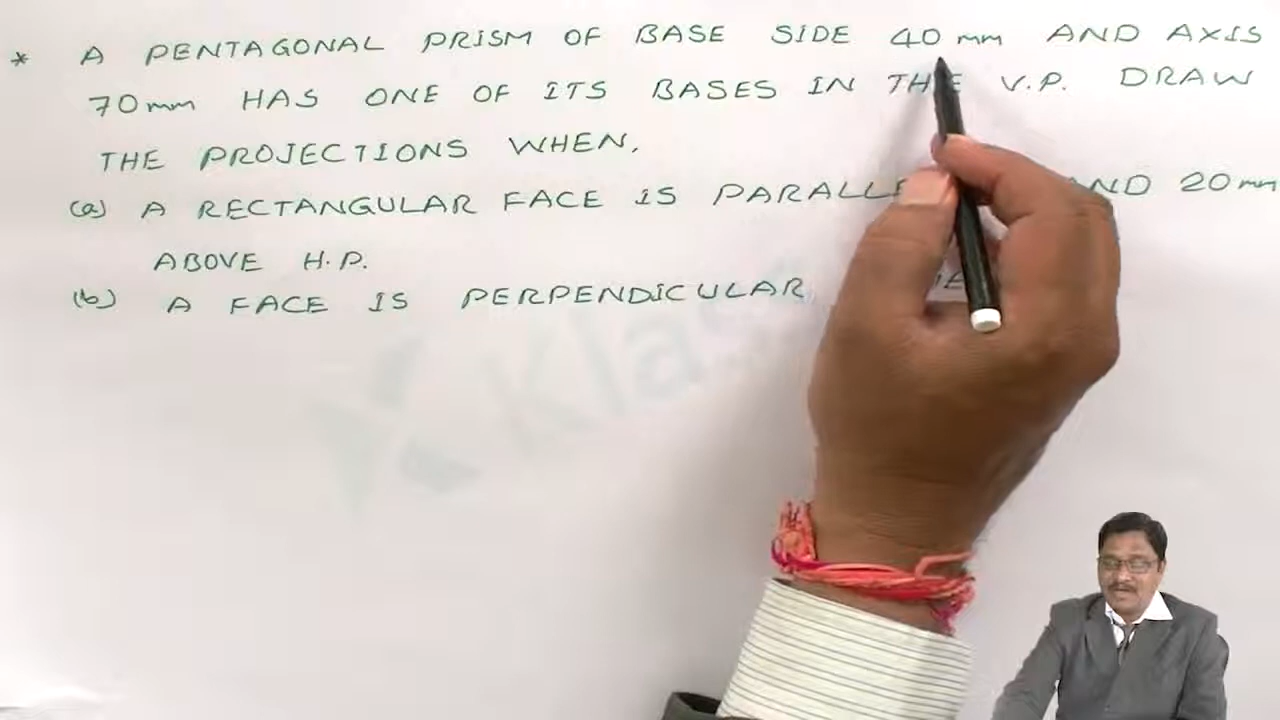 * A PENTAGONAL PRISM OF BASE SIDE 40 mm AND AXIS
70 mm HAS ONE OF ITS BASES IN THE V.P. DRAW
THE PROJECTIONS WHEN,
(a) A RECTANGULAR FACE IS PARALLE AND 20 mm
ABOVE H.P.
(b) A FACE IS PERPENDICULAR
Kla